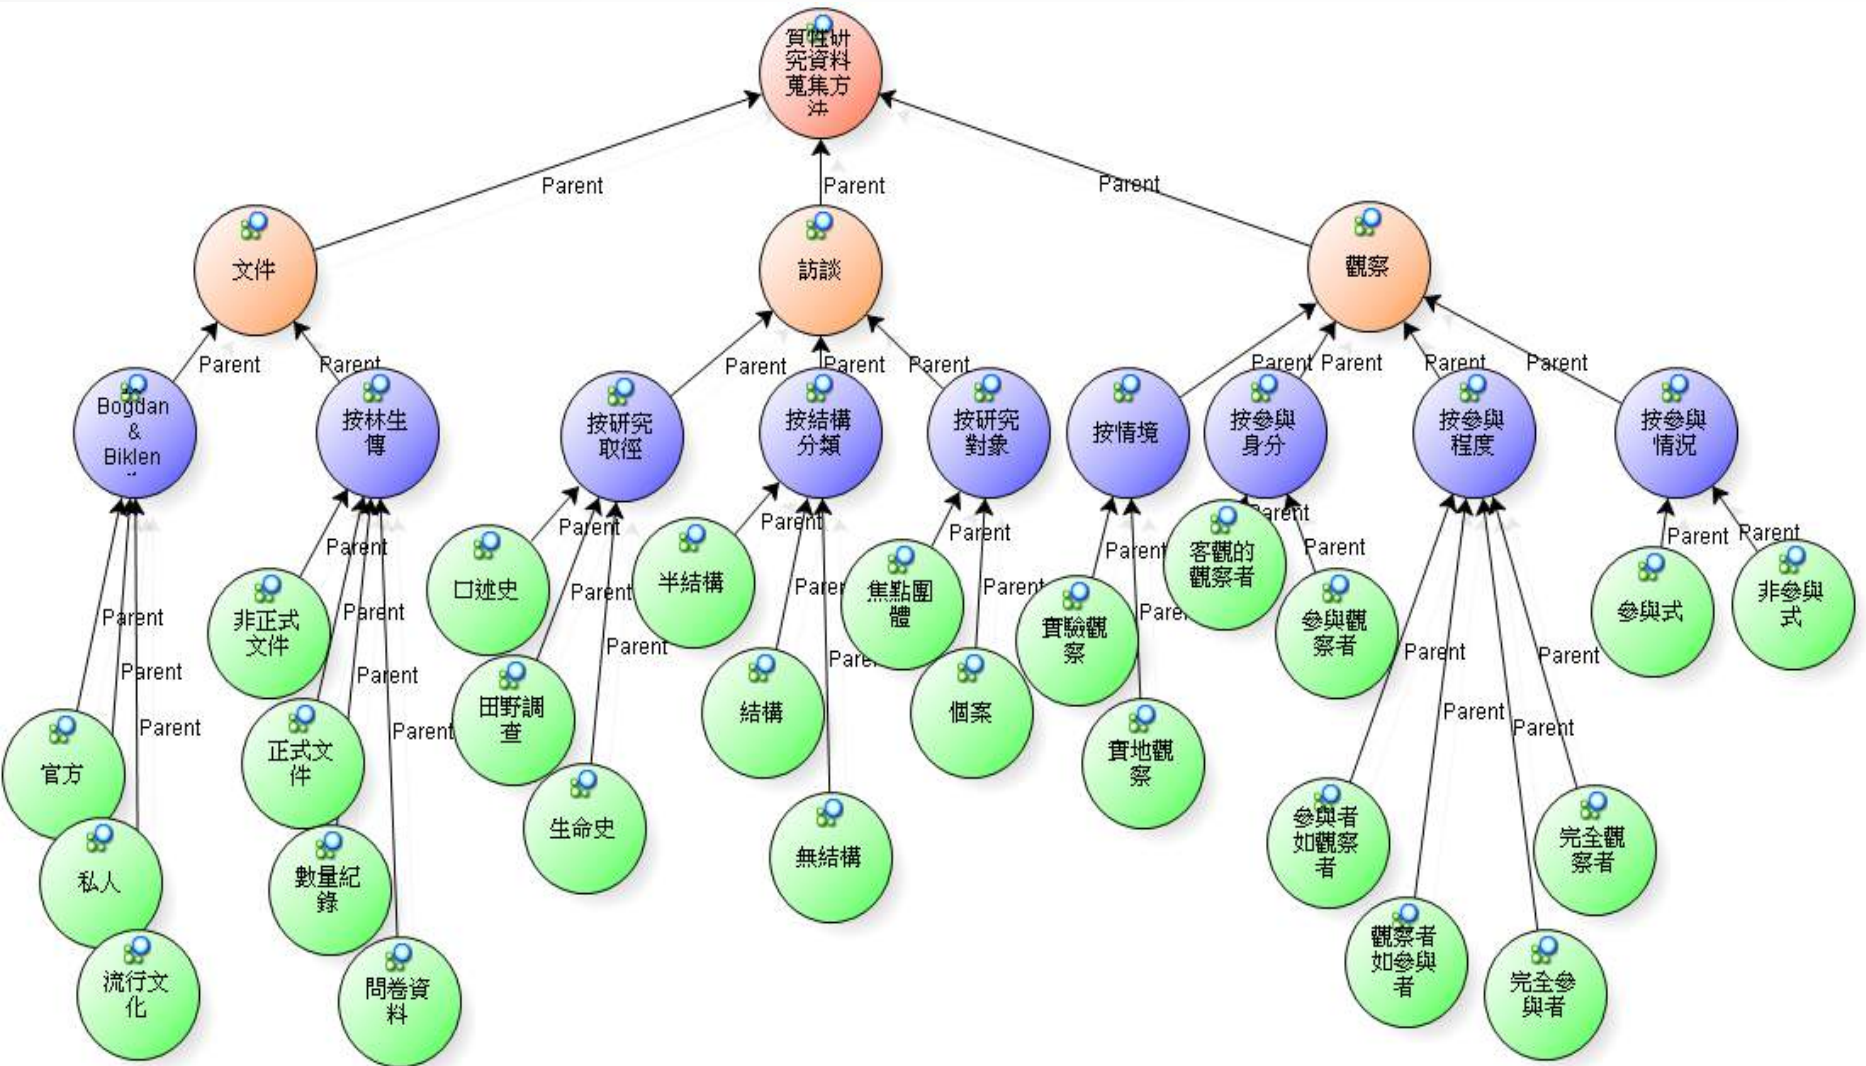 質性研
究資料
蒐集方
法
Parent
Parent
Parent
文件
訪談
觀察
Parent
Parent
Parent
Parent
Parent
Parent
Parent
Parent
Parent
Bogdan
&
Biklen
按林生
傳
按研究
取徑
按結構
分類
按研究
對象
按情境
按參與
身分
按參與
程度
按參與
情況
Parent
Parent
Parent
Parent
Parent
Parent
Parent
Parent
Parent
Parent
口述史
半結構
焦點團
體
客觀的
觀察者
參與式
非參與
式
非正式
文件
Parent
Parent
Parent
Parent
Parent
Parent
實驗觀
察
參與觀
察者
Parent
Parent
Parent
Parent
Parent
Parent
Parent
田野調
查
結構
個案
實地觀
察
Parent
Parent
Parent
Parent
官方
正式文
件
生命史
無結構
參與者
如觀察
者
完全觀
察者
私人
數量紀
錄
觀察者
如參與
者
流行文
化
問卷資
料
完全參
與者